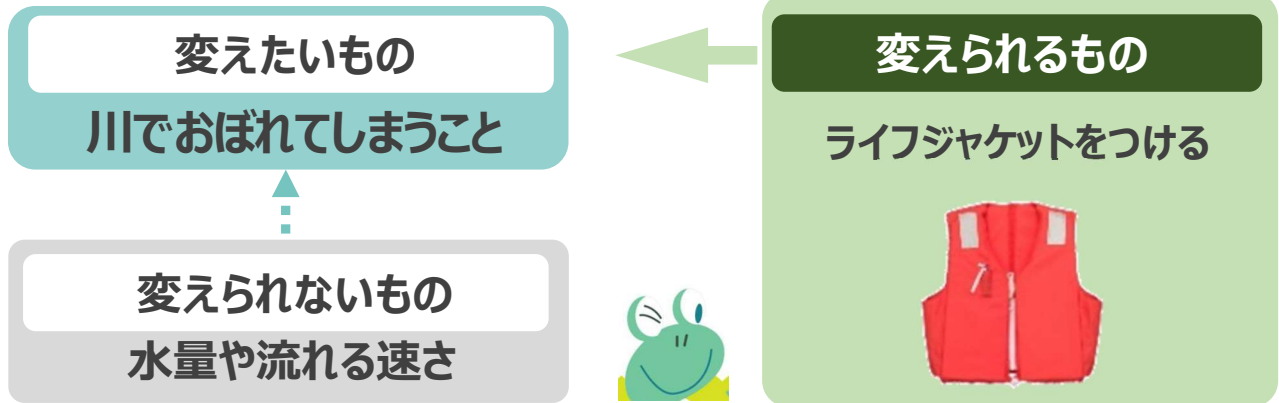 変えたいもの
川でおぼれてしまうこと
変えられないもの
水量や流れる速さ
変えられるもの
ライフジャケットをつける